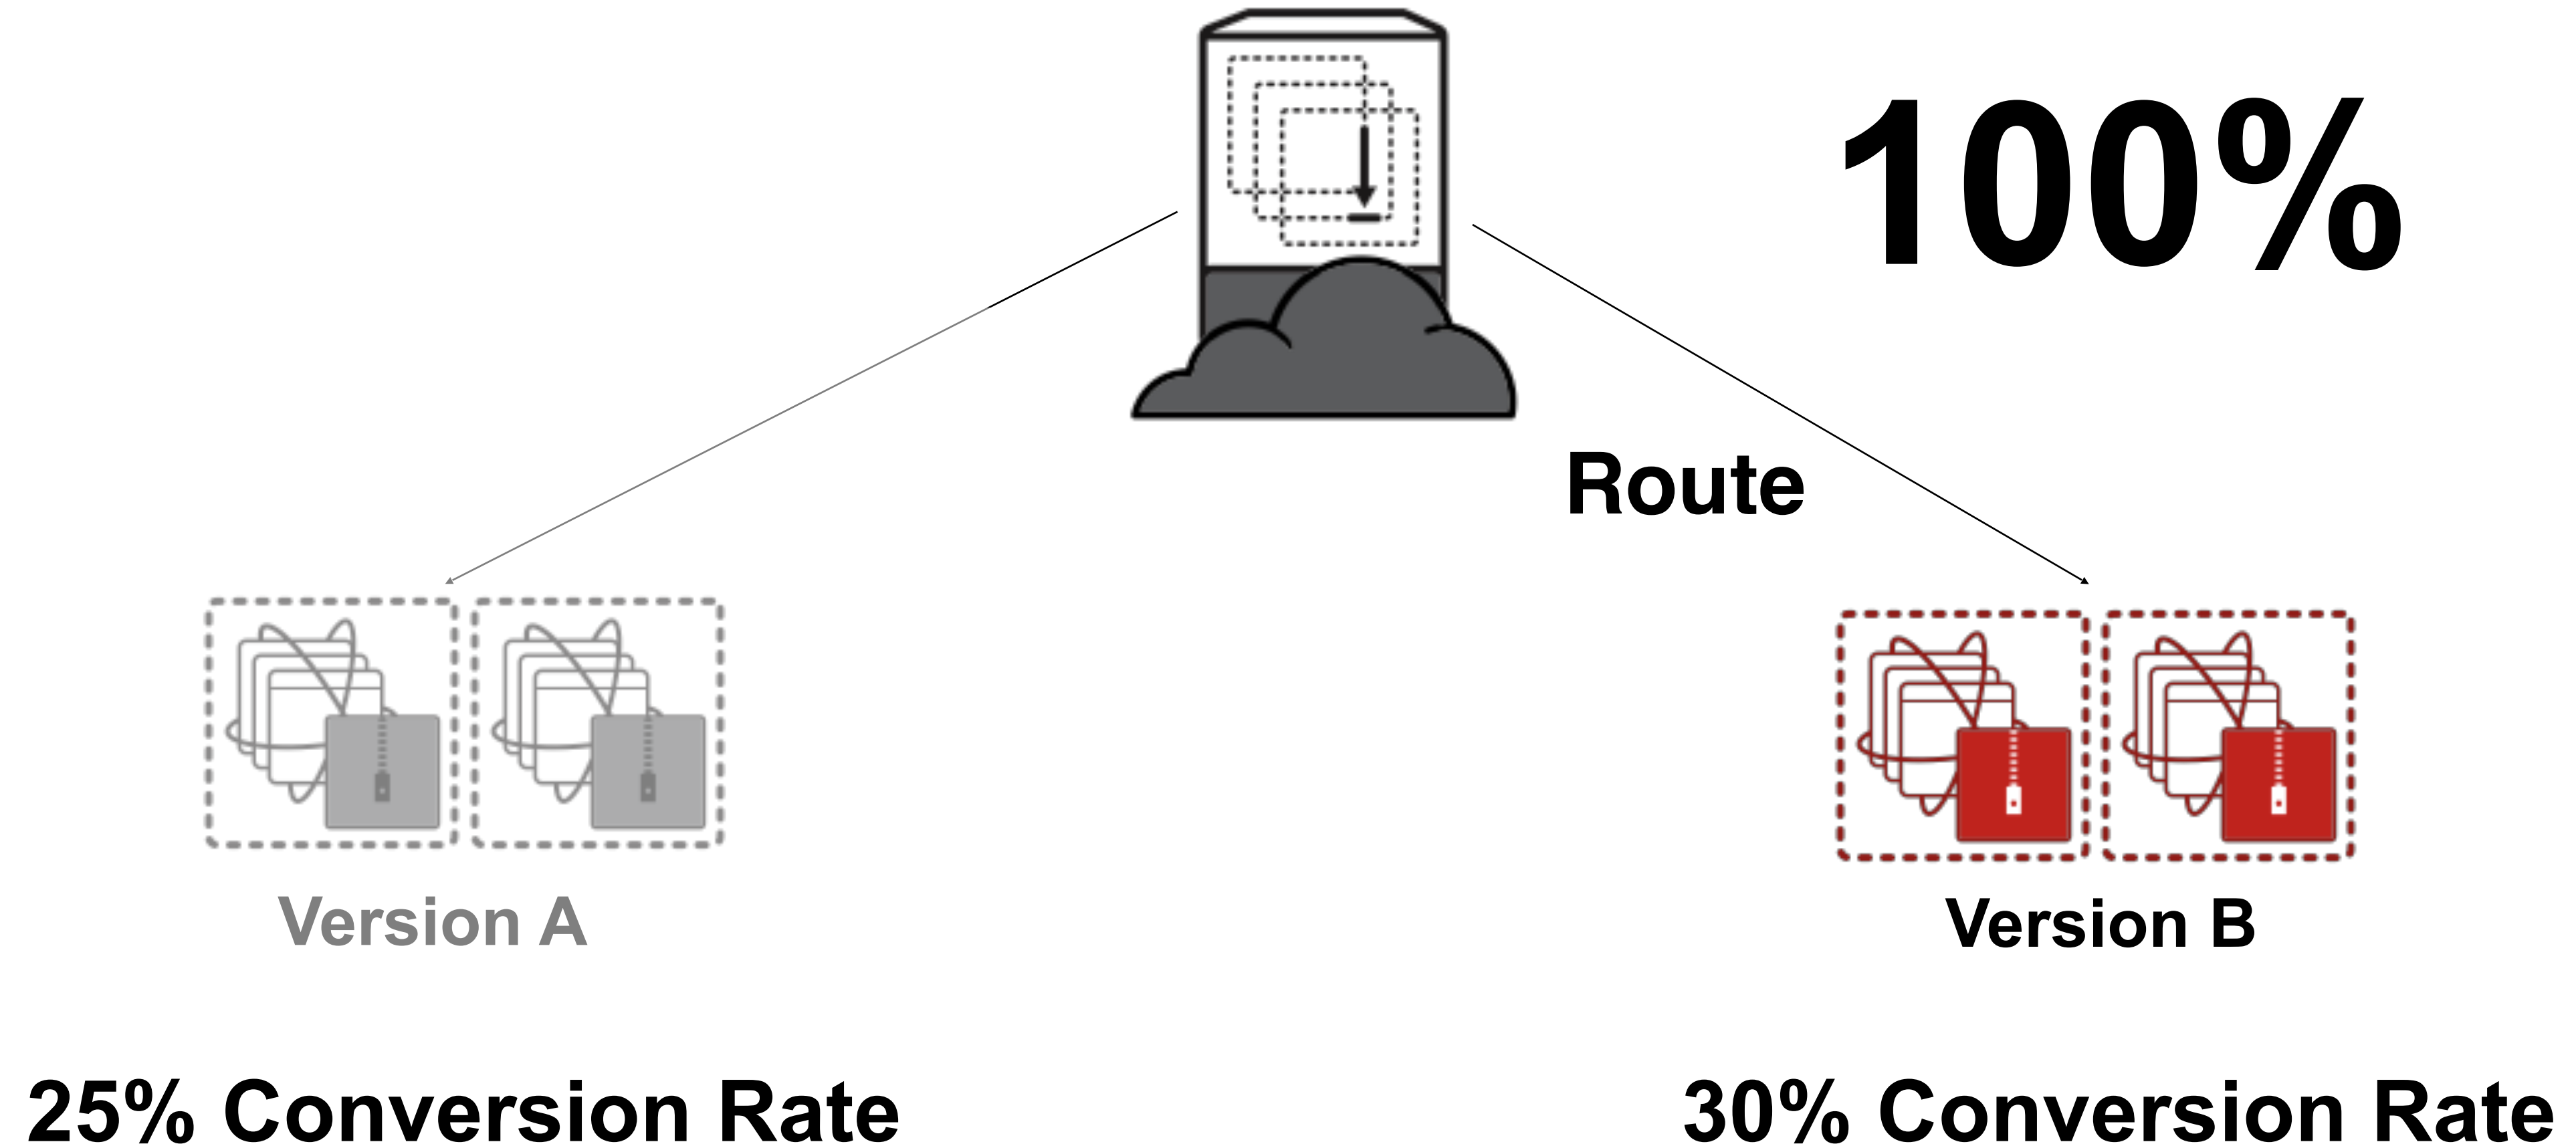 100%
Route
Version A
Version B
25% Conversion Rate
30% Conversion Rate